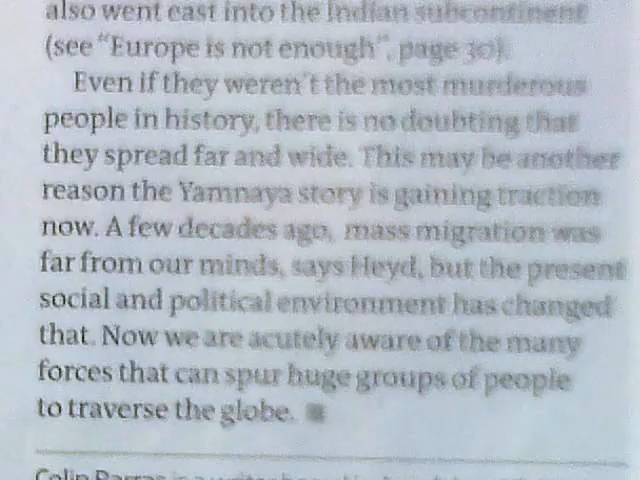 also went east into the Indian subcontinent
(see “Europe is not enough”, page 30).
Even if they weren't the most murderous
people in history, there is no doubting that
they spread far and wide. This may be another
reason the Yamnaya story is gaining traction
now. A few decades ago, mass migration was
far from our minds, says Heyd, but the present
social and political environment has changed
that. Now we are acutely aware of the many
forces that can spur huge groups of people
to traverse the globe. ■
Colin Barras is a writer based in